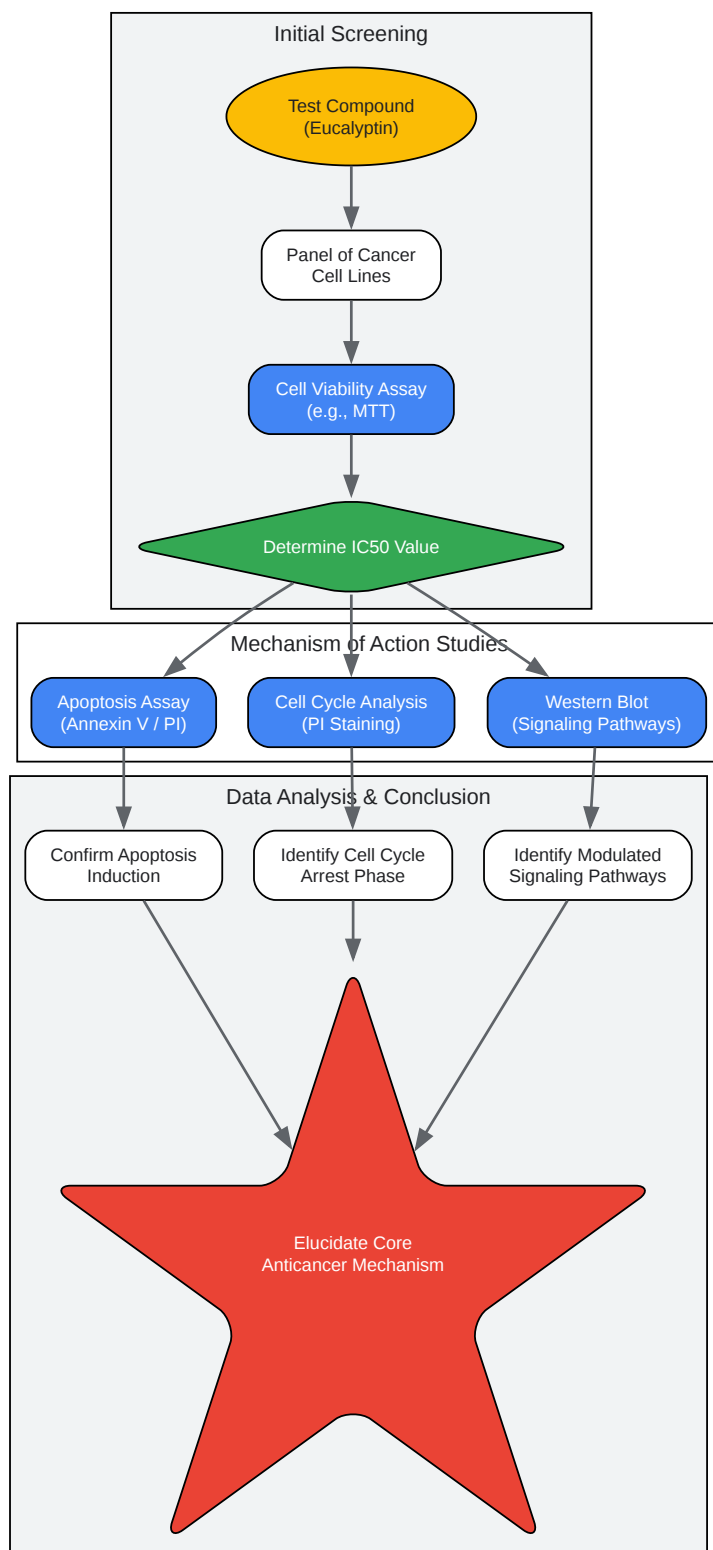 Initial Screening
Test Compound
(Eucalyptin)
Panel of Cancer
Cell Lines
Cell Viability Assay
(e.g., MTT)
Determine IC50 Value
Mechanism of Action Studies
Apoptosis Assay
(Annexin V / PI)
Cell Cycle Analysis
(PI Staining)
Western Blot
(Signaling Pathways)
Data Analysis & Conclusion
Confirm Apoptosis
Induction
Identify Cell Cycle
Arrest Phase
Identify Modulated
Signaling Pathways
Elucidate Core
Anticancer Mechanism